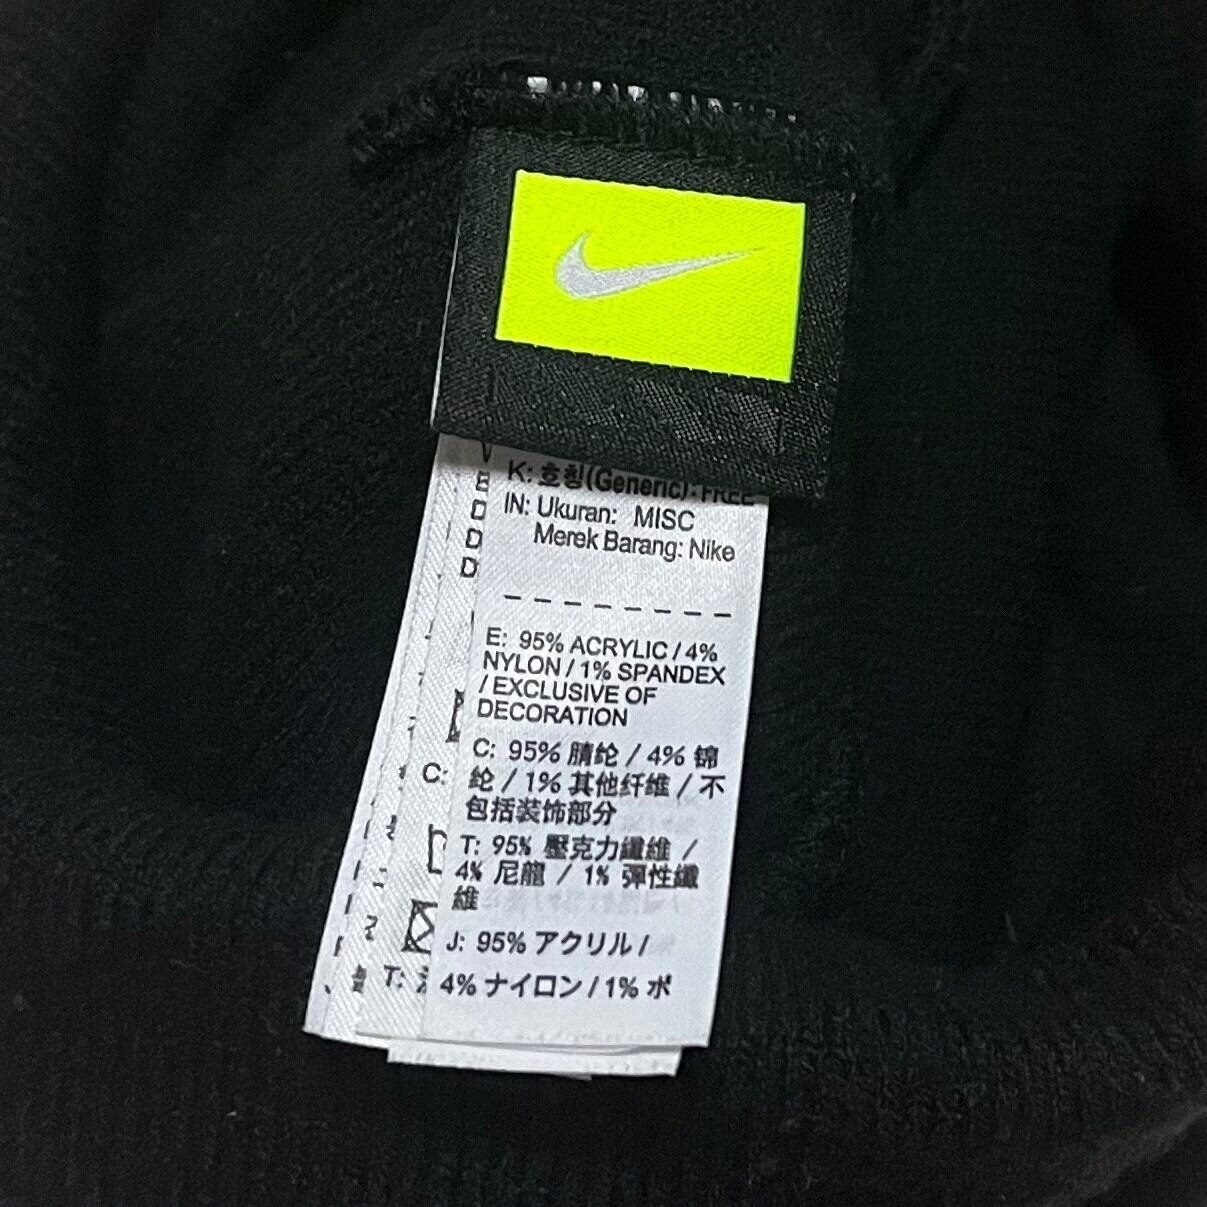 K: 호칭(Generic): FREE
IN: Ukuran: MISC
Merek Barang: Nike
E: 95% ACRYLIC / 4%
NYLON / 1% SPANDEX
/ EXCLUSIVE OF
DECORATION
C: 95% 腈纶 / 4% 锦
纶 / 1% 其他纤维 / 不
包括装饰部分
T: 95% 壓克力纖維 /
4% 尼龍 / 1% 彈性纖
維
J: 95% アクリル /
4% ナイロン / 1% ポ
C:
T: